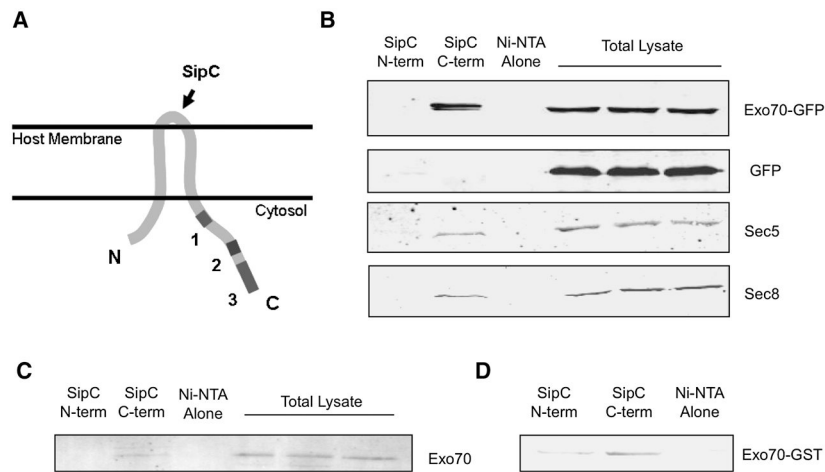 A
SipC
Host Membrane
Cytosol
N
1
2
3
C
B
SipC N-term
SipC C-term
Ni-NTA Alone
Total Lysate
Exo70-GFP
GFP
Sec5
Sec8
C
SipC N-term
SipC C-term
Ni-NTA Alone
Total Lysate
Exo70
D
SipC N-term
SipC C-term
Ni-NTA Alone
Exo70-GST